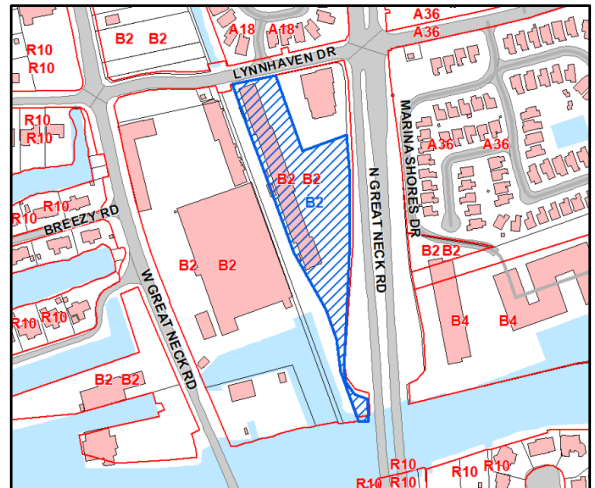 A36
A18
B2 B2
A36
R10
R10
LYNNHAVEN DR
R10
R10
A36 A36
MARINA SHORES DR
B2 B2
B2
N GREAT NECK RD
R10 R10
BREEZY RD
B2 B2
B2 B2
W GREAT NECK RD
R10 R10
B4 B4
B2 B2
R10
R10 R10
R10 R10